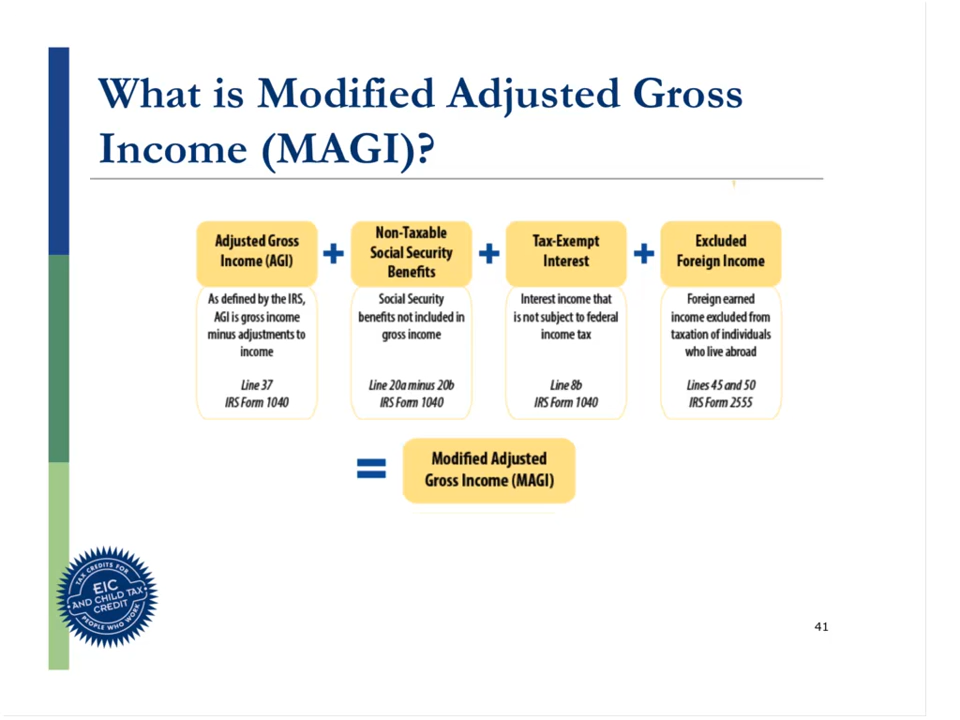 What is Modified Adjusted Gross
Income (MAGI)?
Adjusted Gross
Income (AGI)
As defined by the IRS,
AGI is gross income
minus adjustments to
income
Line 37
IRS Form 1040
+
Non-Taxable
Social Security
Benefits
Social Security
benefits not included in
gross income
Line 20a minus 20b
IRS Form 1040
+
Tax-Exempt
Interest
Interest income that
is not subject to federal
income tax
Line 8b
IRS Form 1040
+
Excluded
Foreign Income
Foreign earned
income excluded from
taxation of individuals
who live abroad
Lines 45 and 50
IRS Form 2555
=
Modified Adjusted
Gross Income (MAGI)
TAX CREDITS FOR
EIC
AND CHILD TAX
CREDIT
PEOPLE WHO WORK
41